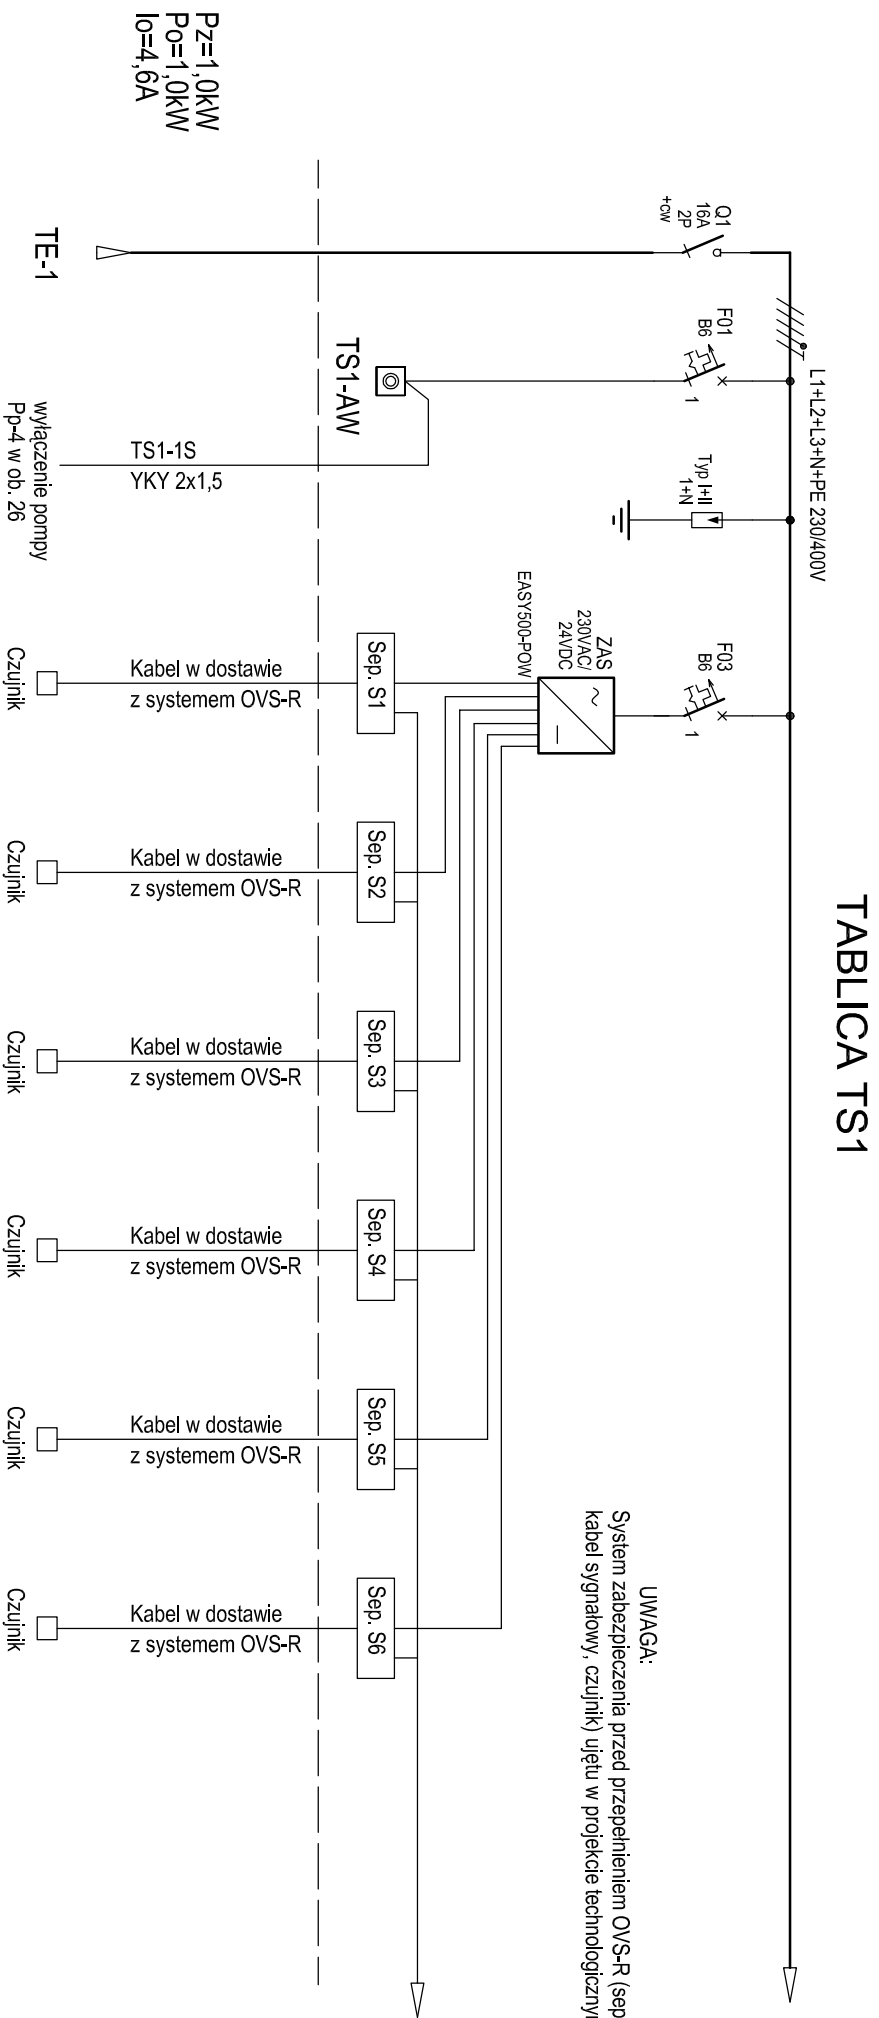 TABLICA TS1
L1+L2+L3+N+PE 230/400V
Q1
16A
2P
+cw
F01
B6
1
Typ I+II
1+N
F03
B6
1
ZAS
230VAC/
24VDC
EASY500-POW
UWAGA:
System zabezpieczenia przed przepełnieniem OVS-R (sep
kabel sygnałowy, czujnik) ujętu w projekcie technologiczny
TS1-AW
Sep. S1
Sep. S2
Sep. S3
Sep. S4
Sep. S5
Sep. S6
Pz=1,0kW
Po=1,0kW
Io=4,6A
TS1-1S
YKY 2x1,5
Kabel w dostawie
z systemem OVS-R
Kabel w dostawie
z systemem OVS-R
Kabel w dostawie
z systemem OVS-R
Kabel w dostawie
z systemem OVS-R
Kabel w dostawie
z systemem OVS-R
Kabel w dostawie
z systemem OVS-R
TE-1
wyłączenie pompy
Pp-4 w ob. 26
Czujnik
Czujnik
Czujnik
Czujnik
Czujnik
Czujnik